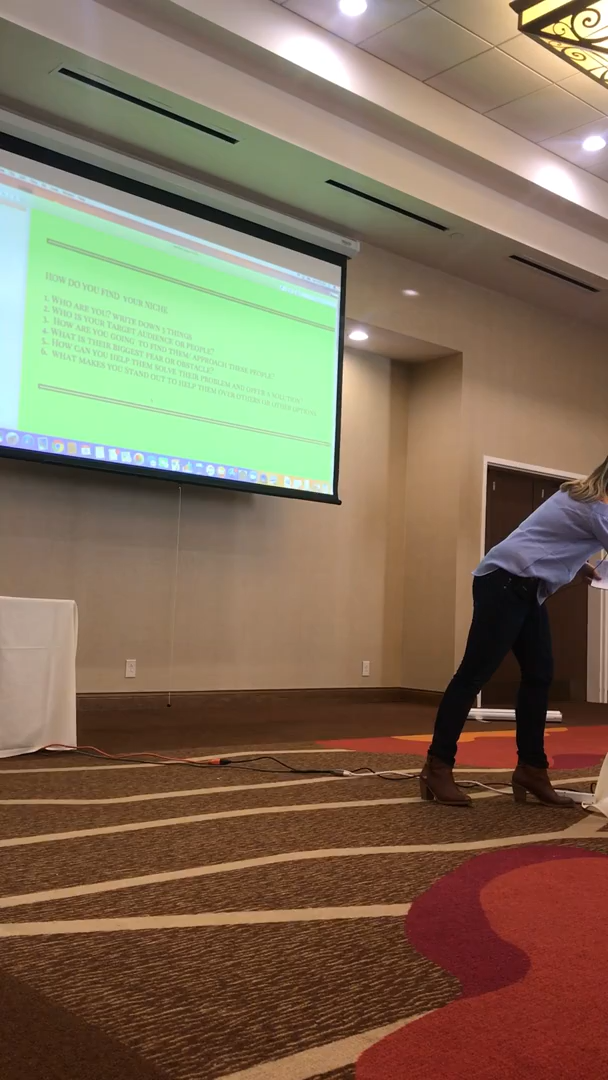 HOW DO YOU FIND YOUR NICHE
1. WHO ARE YOU? WRITE DOWN 3 THINGS
2. WHO IS YOUR TARGET AUDIENCE OR PEOPLE?
3. HOW ARE YOU GOING TO FIND THEM/ APPROACH THESE PEOPLE?
4. WHAT IS THEIR BIGGEST FEAR OR OBSTACLE?
5. HOW CAN YOU HELP THEM SOLVE THEIR PROBLEM AND OFFER A SOLUTION?
6. WHAT MAKES YOU STAND OUT TO HELP THEM OVER OTHERS OR OTHER OPTIONS